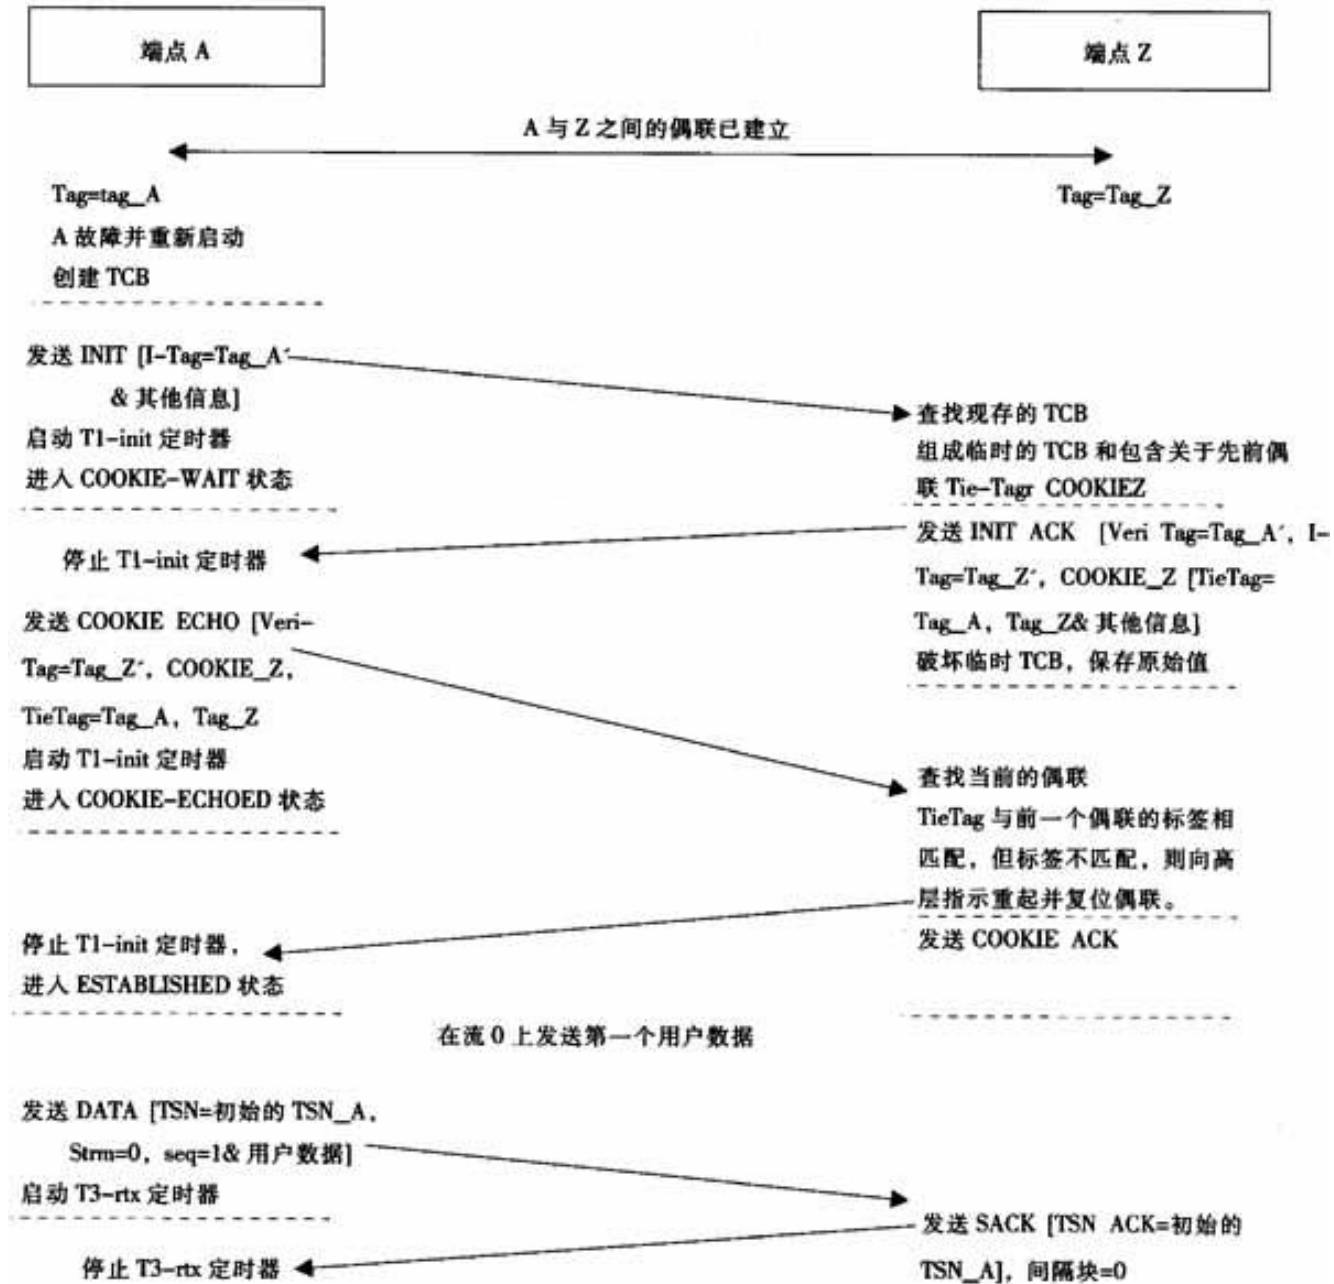 端点 A
端点 Z
A 与 Z 之间的偶联已建立
Tag=tag_A
Tag=Tag_Z
A 故障并重新启动
创建 TCB
发送 INIT [I-Tag=Tag_A′
& 其他信息]
启动 T1-init 定时器
进入 COOKIE-WAIT 状态
查找现存的 TCB
组成临时的 TCB 和包含关于先前偶
联 Tie-Tagr COOKIEZ
发送 INIT ACK [Veri Tag=Tag_A′, I-
Tag=Tag_Z′, COOKIE_Z [TieTag=
Tag_A, Tag_Z& 其他信息]
破坏临时 TCB, 保存原始值
停止 T1-init 定时器
发送 COOKIE ECHO [Veri-
Tag=Tag_Z′, COOKIE_Z,
TieTag=Tag_A, Tag_Z
启动 T1-init 定时器
进入 COOKIE-ECHOED 状态
查找当前的偶联
TieTag 与前一个偶联的标签相
匹配, 但标签不匹配, 则向高
层指示重起并复位偶联。
发送 COOKIE ACK
停止 T1-init 定时器,
进入 ESTABLISHED 状态
在流 0 上发送第一个用户数据
发送 DATA [TSN=初始的 TSN_A,
Strm=0, seq=1& 用户数据]
启动 T3-rtx 定时器
发送 SACK [TSN ACK=初始的
TSN_A], 间隔块=0
停止 T3-rtx 定时器